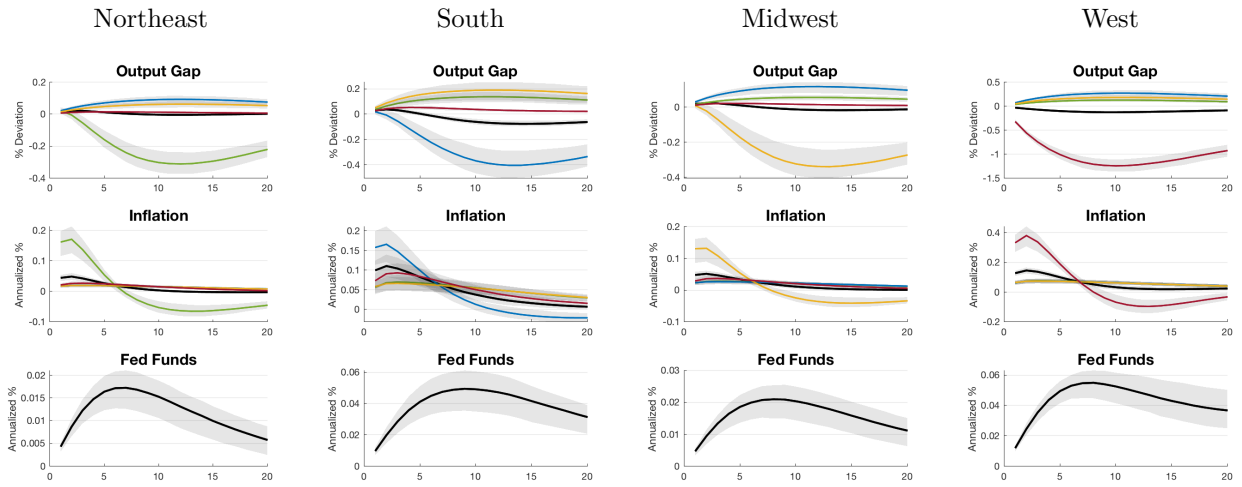 Northeast South Midwest West
Output Gap Output Gap Output Gap Output Gap
% Deviation % Deviation % Deviation % Deviation
0.2 0.2 0.2 0.5
0 0 0 0
-0.2 -0.2 -0.2 -0.5
-0.4 -0.4 -0.4 -1
-1.5
0 5 10 15 20 0 5 10 15 20 0 5 10 15 20 0 5 10 15 20
Inflation Inflation Inflation Inflation
Annualized % Annualized % Annualized % Annualized %
0.2 0.2 0.2 0.4
0.1 0.15 0.1 0.2
0 0.1 0 0
-0.1 0.05 -0.1 -0.2
0
0 5 10 15 20 0 5 10 15 20 0 5 10 15 20 0 5 10 15 20
Fed Funds Fed Funds Fed Funds Fed Funds
Annualized % Annualized % Annualized % Annualized %
0.02 0.06 0.03 0.06
0.015 0.04 0.02 0.04
0.01 0.02 0.01 0.02
0.005 0 0 0
0
0 5 10 15 20 0 5 10 15 20 0 5 10 15 20 0 5 10 15 20